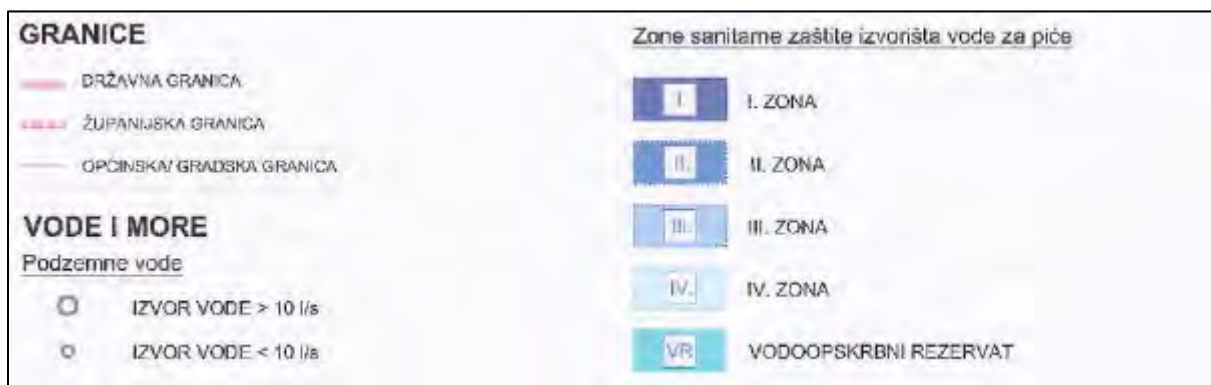 GRANICE
DRŽAVNA GRANICA
ŽUPANIJSKA GRANICA
OPĆINSKA/ GRADSKA GRANICA
VODE I MORE
Podzemne vode
IZVOR VODE > 10 l/s
IZVOR VODE < 10 l/s
Zone sanitarne zaštite izvorišta vode za piće
I. I. ZONA
II. II. ZONA
III. III. ZONA
IV. IV. ZONA
VR VODOOPSKRBNI REZERVAT